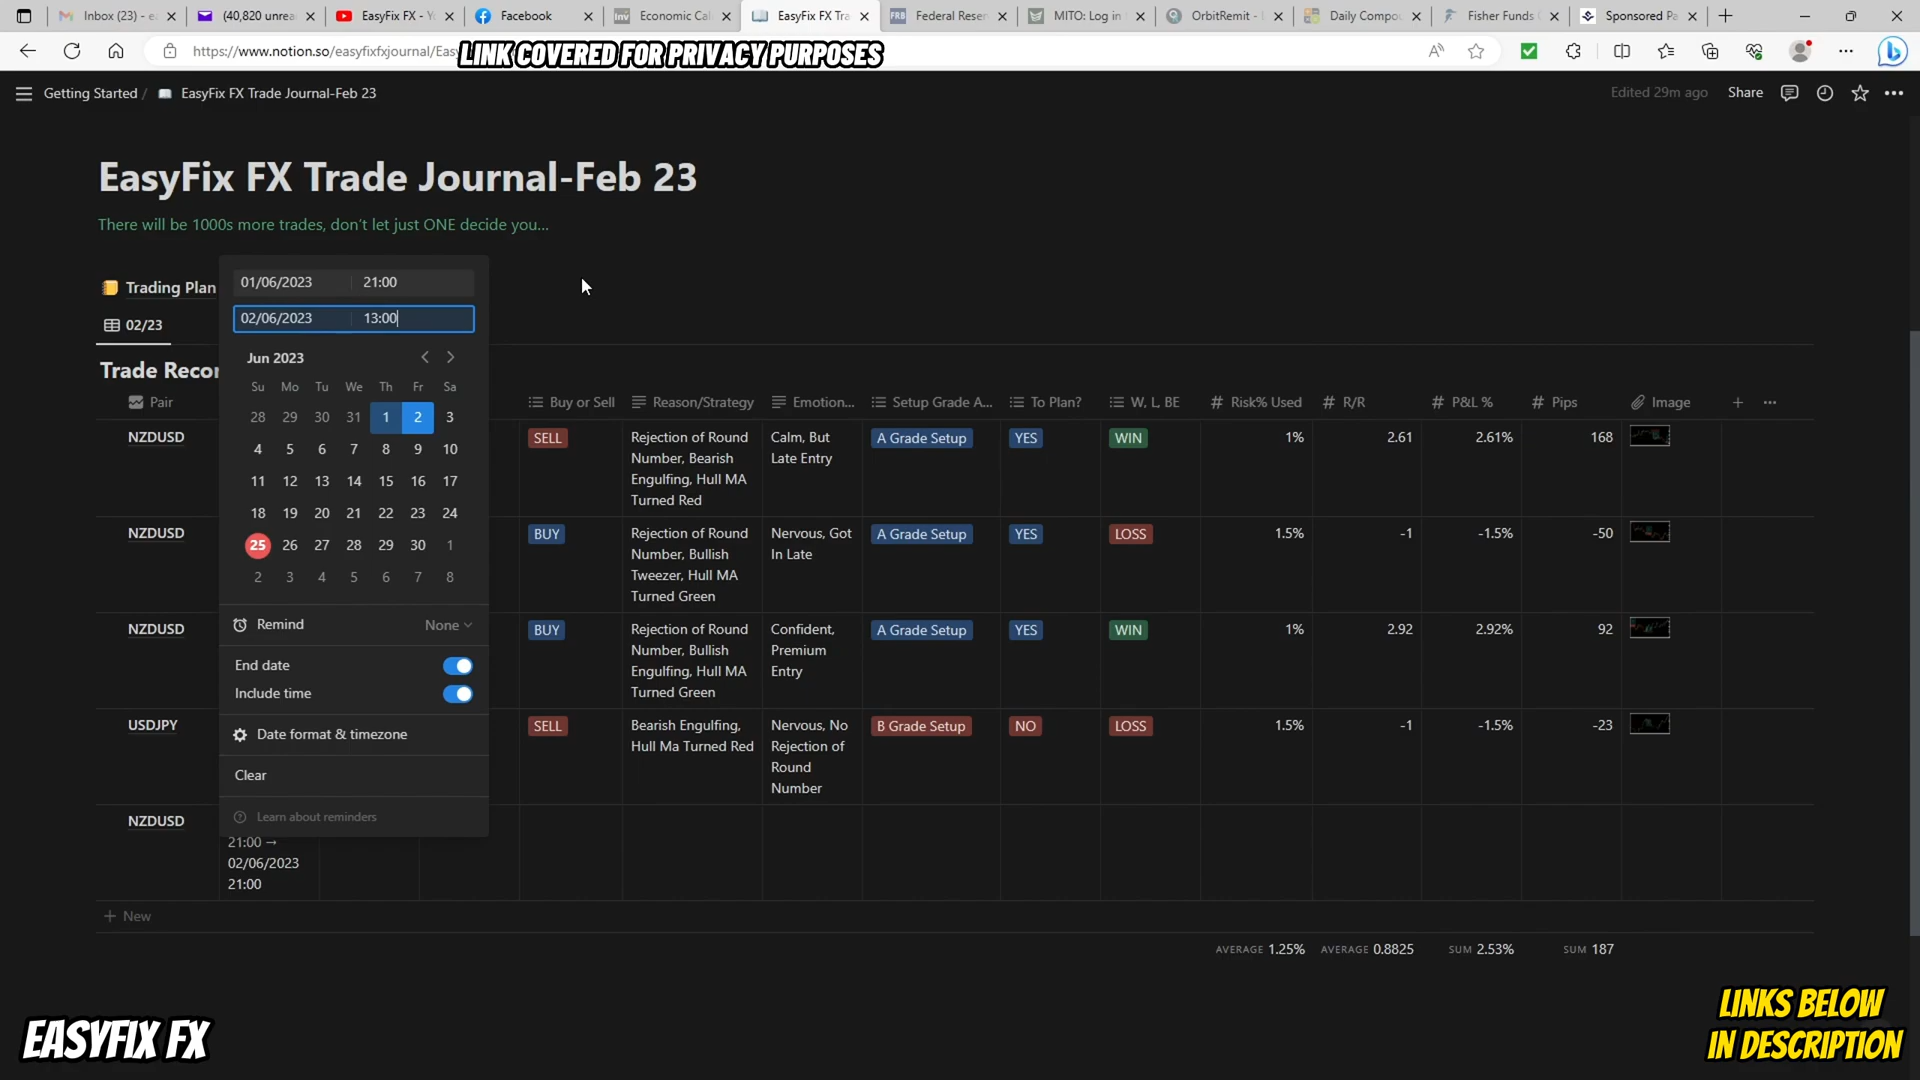 Inbox (23) - ea
(40,820 unrea
EasyFix FX - Y
Facebook
Economic Cal
EasyFix FX Tra
Federal Reser
MITO: Log in t
OrbitRemit -
Daily Compou
Fisher Funds
Sponsored Pa
https://www.notion.so/easyfixfxjournal/Easy
LINK COVERED FOR PRIVACY PURPOSES
Getting Started / EasyFix FX Trade Journal-Feb 23
Edited 29m ago Share
EasyFix FX Trade Journal-Feb 23
There will be 1000s more trades, don't let just ONE decide you...
Trading Plan
02/23
Trade Recor
01/06/2023 21:00
02/06/2023 13:00
Jun 2023
Su Mo Tu We Th Fr Sa
28 29 30 31 1 2 3
4 5 6 7 8 9 10
11 12 13 14 15 16 17
18 19 20 21 22 23 24
25 26 27 28 29 30 1
2 3 4 5 6 7 8
Remind None
End date
Include time
Date format & timezone
Clear
Learn about reminders
Pair Buy or Sell Reason/Strategy Emotion... Setup Grade A... To Plan? W, L, BE # Risk% Used # R/R # P&L % # Pips Image
NZDUSD SELL Rejection of Round Calm, But A Grade Setup YES WIN 1% 2.61 2.61% 168
Number, Bearish Late Entry
Engulfing, Hull MA
Turned Red
NZDUSD BUY Rejection of Round Nervous, Got A Grade Setup YES LOSS 1.5% -1 -1.5% -50
Number, Bullish In Late
Tweezer, Hull MA
Turned Green
NZDUSD BUY Rejection of Round Confident, A Grade Setup YES WIN 1% 2.92 2.92% 92
Number, Bullish Premium
Engulfing, Hull MA Entry
Turned Green
USDJPY SELL Bearish Engulfing, Nervous, No B Grade Setup NO LOSS 1.5% -1 -1.5% -23
Hull Ma Turned Red Rejection of
Round
Number
NZDUSD
21:00 →
02/06/2023
21:00
+ New
AVERAGE 1.25% AVERAGE 0.8825 SUM 2.53% SUM 187
EASYFIX FX
LINKS BELOW
IN DESCRIPTION